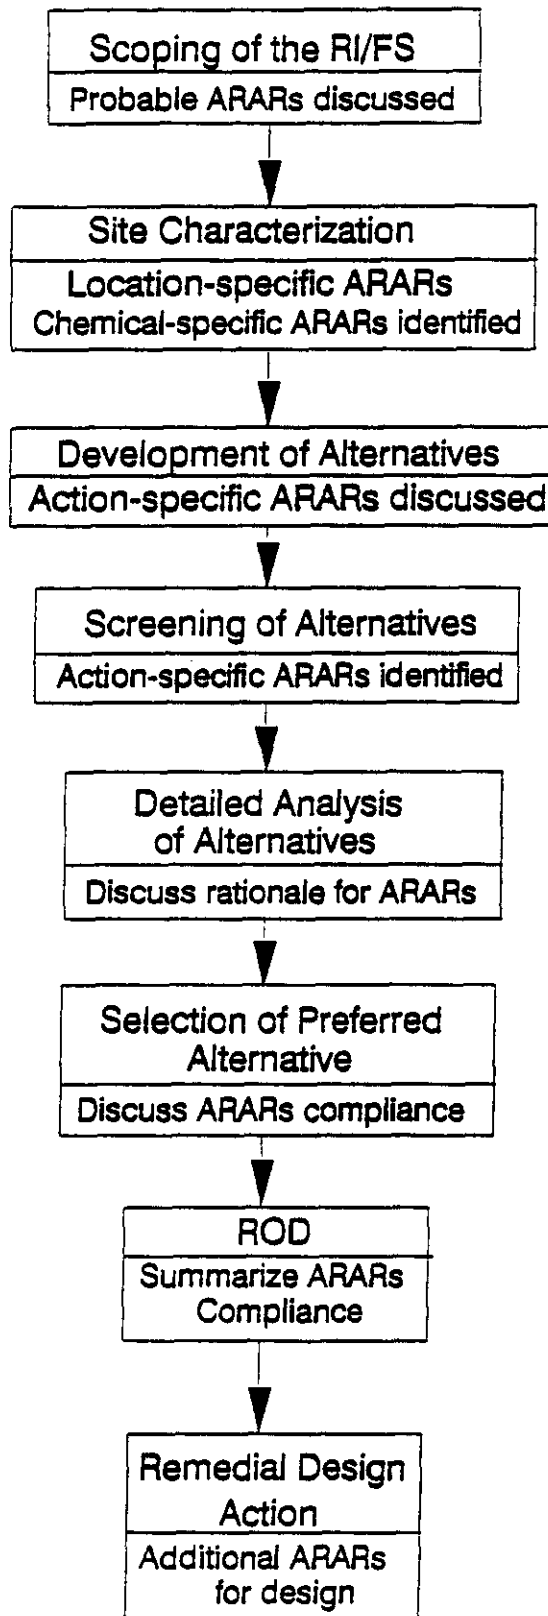 Scoping of the RI/FS
Probable ARARs discussed
Site Characterization
Location-specific ARARs
Chemical-specific ARARs identified
Development of Alternatives
Action-specific ARARs discussed
Screening of Alternatives
Action-specific ARARs identified
Detailed Analysis
of Alternatives
Discuss rationale for ARARs
Selection of Preferred
Alternative
Discuss ARARs compliance
ROD
Summarize ARARs
Compliance
Remedial Design
Action
Additional ARARs
for design